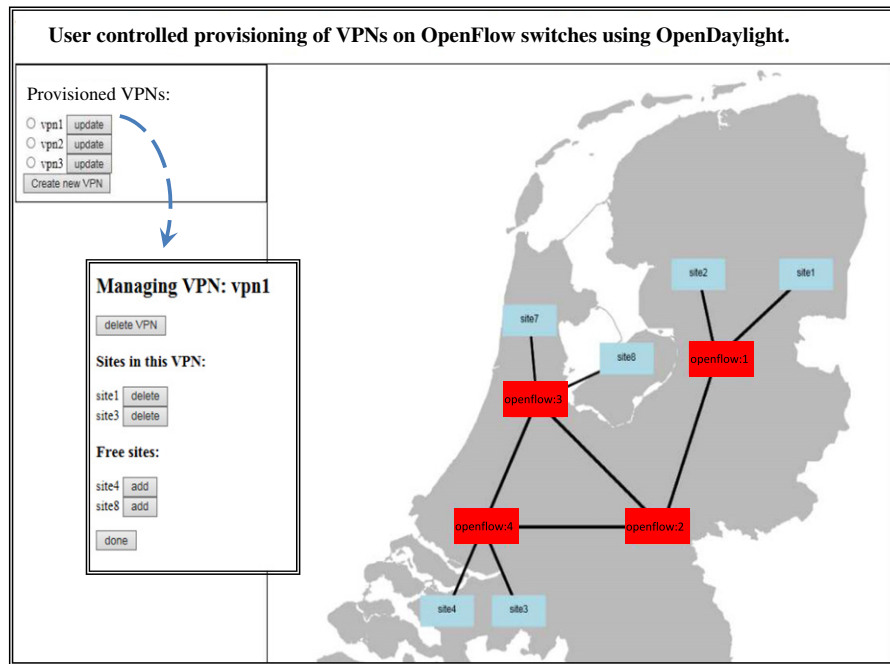 User controlled provisioning of VPNs on OpenFlow switches using OpenDaylight.
Provisioned VPNs:
vpn1 update
vpn2 update
vpn3 update
Create new VPN
Managing VPN: vpn1
delete VPN
Sites in this VPN:
site1 delete
site3 delete
Free sites:
site4 add
site8 add
done
site2
site1
site7
site8
openflow:1
openflow:3
openflow:4
openflow:2
site4
site3